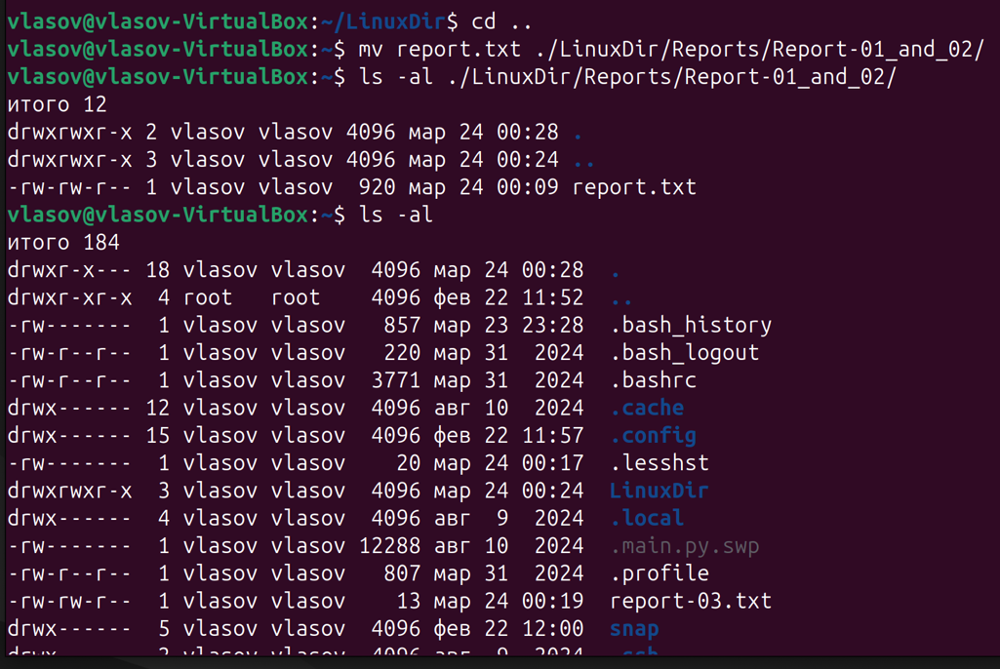 vlasov@vlasov-VirtualBox:~/LinuxDir$ cd ..
vlasov@vlasov-VirtualBox:~$ mv report.txt ./LinuxDir/Reports/Report-01_and_02/
vlasov@vlasov-VirtualBox:~$ ls -al ./LinuxDir/Reports/Report-01_and_02/
итого 12
drwxrwxr-x 2 vlasov vlasov 4096 мар 24 00:28 .
drwxrwxr-x 3 vlasov vlasov 4096 мар 24 00:24 ..
-rw-rw-r-- 1 vlasov vlasov  920 мар 24 00:09 report.txt
vlasov@vlasov-VirtualBox:~$ ls -al
итого 184
drwxr-x--- 18 vlasov vlasov  4096 мар 24 00:28  .
drwxr-xr-x  4 root   root    4096 фев 22 11:52  ..
-rw-------  1 vlasov vlasov   857 мар 23 23:28  .bash_history
-rw-r--r--  1 vlasov vlasov   220 мар 31  2024  .bash_logout
-rw-r--r--  1 vlasov vlasov  3771 мар 31  2024  .bashrc
drwx------ 12 vlasov vlasov  4096 авг 10  2024  .cache
drwx------ 15 vlasov vlasov  4096 фев 22 11:57  .config
-rw-------  1 vlasov vlasov    20 мар 24 00:17  .lesshst
drwxrwxr-x  3 vlasov vlasov  4096 мар 24 00:24  LinuxDir
drwx------  4 vlasov vlasov  4096 авг  9  2024  .local
-rw-------  1 vlasov vlasov 12288 авг 10  2024  .main.py.swp
-rw-r--r--  1 vlasov vlasov   807 мар 31  2024  .profile
-rw-rw-r--  1 vlasov vlasov    13 мар 24 00:19  report-03.txt
drwx------  5 vlasov vlasov  4096 фев 22 12:00  snap
drwx------  2 vlasov vlasov  4096 авг  9  2024  .ssh